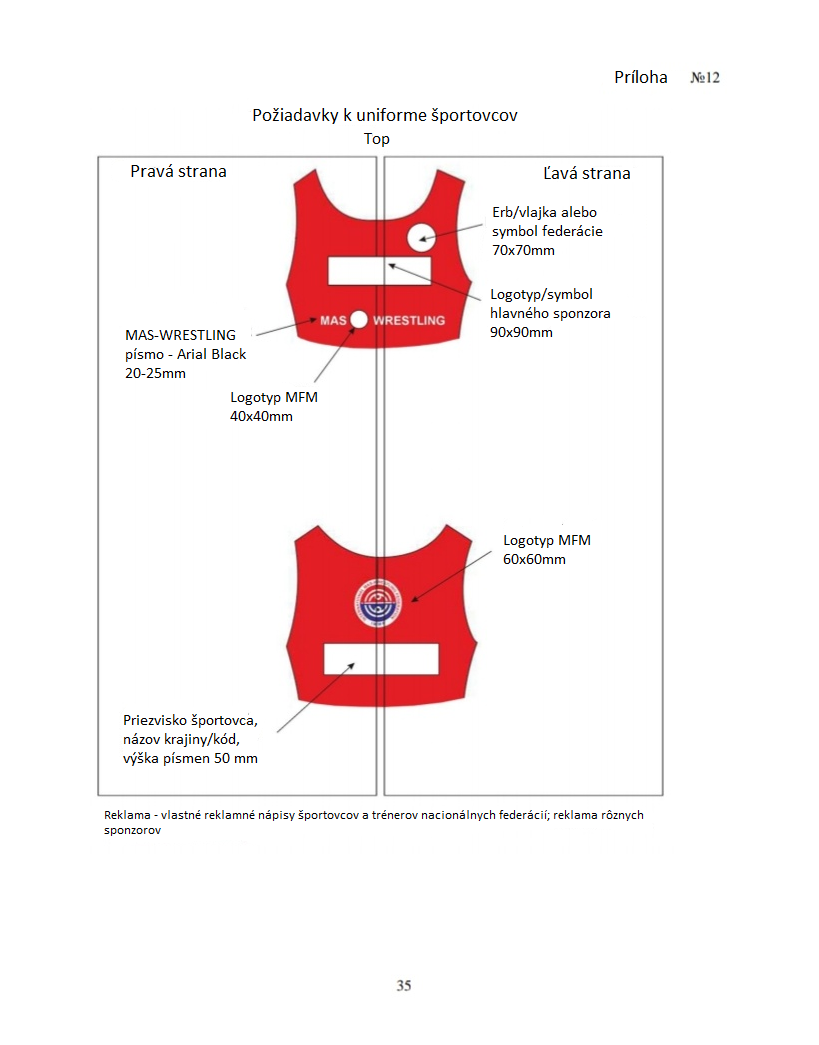 Príloha №12
Požiadavky k uniforme športovcov
Top
Pravá strana
Ľavá strana
Erb/vlajka alebo
symbol federácie
70x70mm
Logotyp/symbol
hlavného sponzora
90x90mm
MAS WRESTLING
MAS-WRESTLING
písmo - Arial Black
20-25mm
Logotyp MFM
40x40mm
Logotyp MFM
60x60mm
Priezvisko športovca,
názov krajiny/kód,
výška písmen 50 mm
Reklama - vlastné reklamné nápisy športovcov a trénerov nacionálnych federácií; reklama rôznych
sponzorov
35